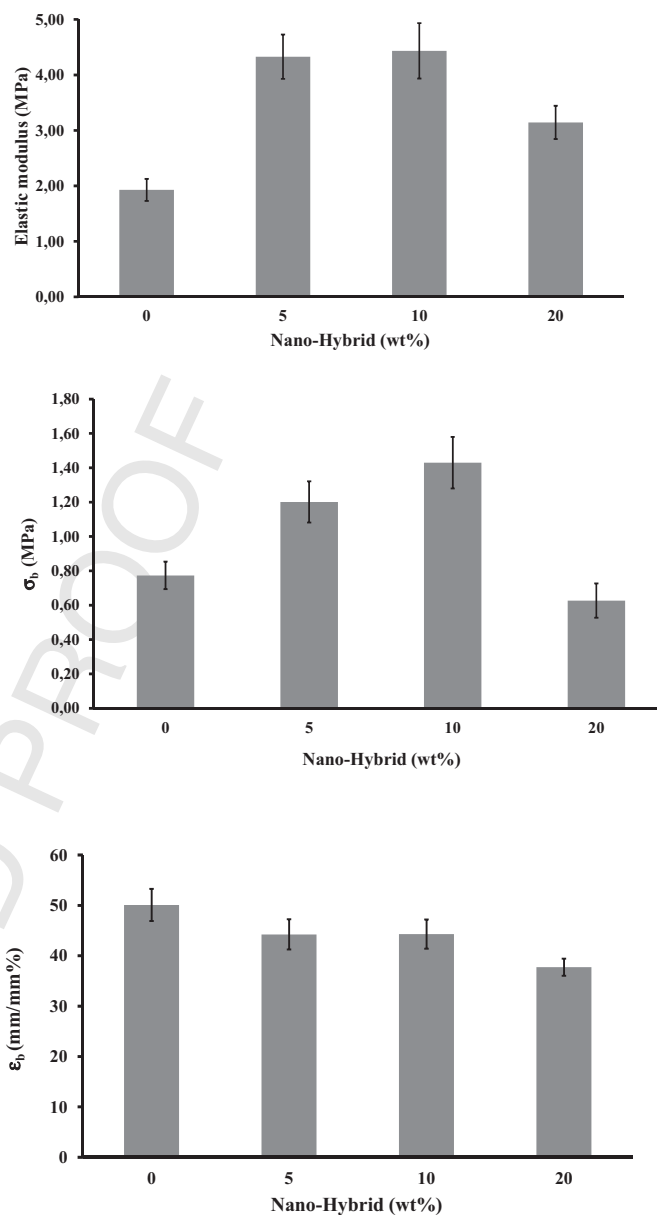 5,00
4,00
3,00
2,00
1,00
0,00
Elastic modulus (MPa)
0 5 10 20
Nano-Hybrid (wt%)
1,80
1,60
1,40
1,20
1,00
0,80
0,60
0,40
0,20
0,00
σb (MPa)
0 5 10 20
Nano-Hybrid (wt%)
60
50
40
30
20
10
0
εb (mm/mm%)
0 5 10 20
Nano-Hybrid (wt%)
PROOF